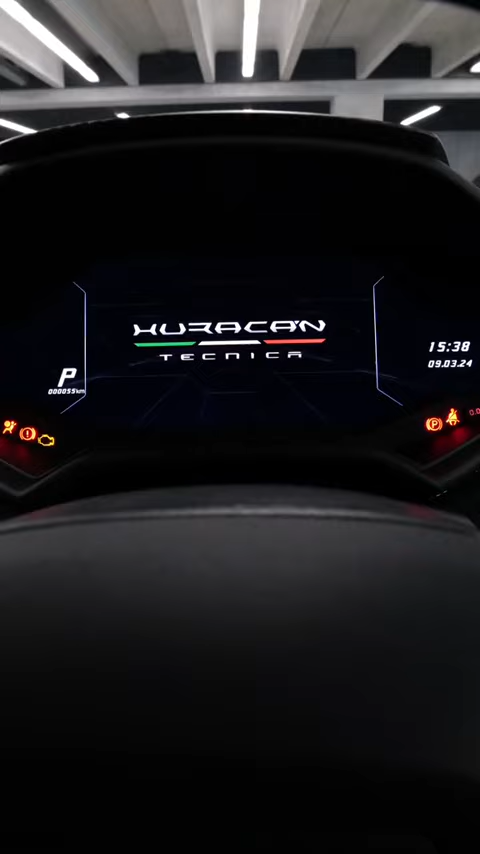 HURACÁN
TECNICA
15:38
P
09.03.24
000055km
P